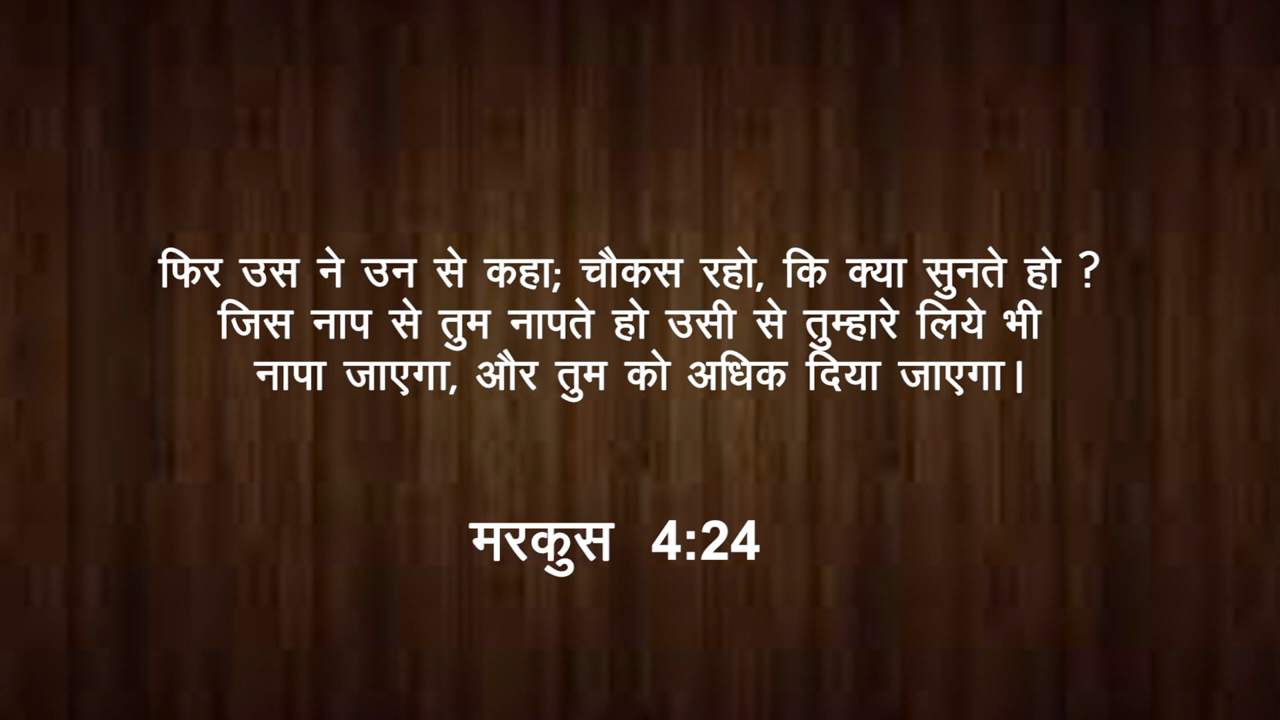 फिर उस ने उन से कहा; चौकस रहो, कि क्या सुनते हो ?
जिस नाप से तुम नापते हो उसी से तुम्हारे लिये भी
नापा जाएगा, और तुम को अधिक दिया जाएगा।
मरकुस 4:24